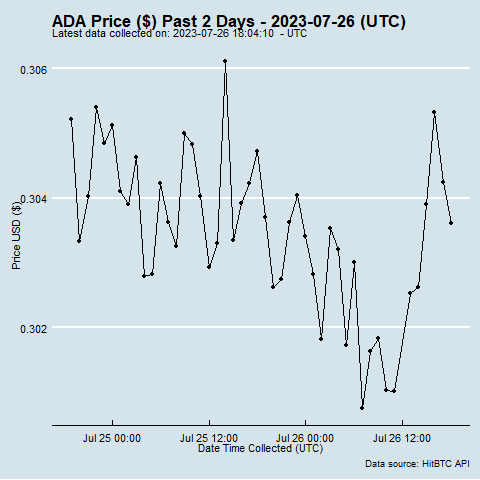 ADA Price ($) Past 2 Days - 2023-07-26 (UTC)
Latest data collected on: 2023-07-26 18:04:10  - UTC
0.306
0.304
0.302
Price USD ($)
Jul 25 00:00
Jul 25 12:00
Jul 26 00:00
Jul 26 12:00
Date Time Collected (UTC)
Data source: HitBTC API